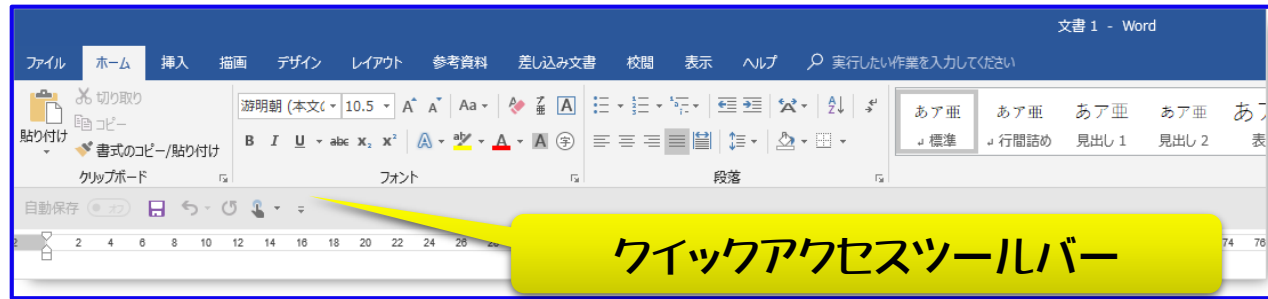 文書 1 - Word
ファイル ホーム 挿入 描画 デザイン レイアウト 参考資料 差し込み文書 校閲 表示 ヘルプ 実行したい作業を入力してください
切り取り
コピー
書式のコピー/貼り付け
貼り付け
クリップボード
游明朝 (本文( 10.5 A A Aa
B I U abc x₂ x² A aby A A 字
フォント
段落
あア亜 あア亜 あア亜 あア亜 あア
↲ 標準 ↲ 行間詰め 見出し 1 見出し 2 表
自動保存 オフ
2 2 4 6 8 10 12 14 16 18 20 22 24 26 74 76
クイックアクセスツールバー